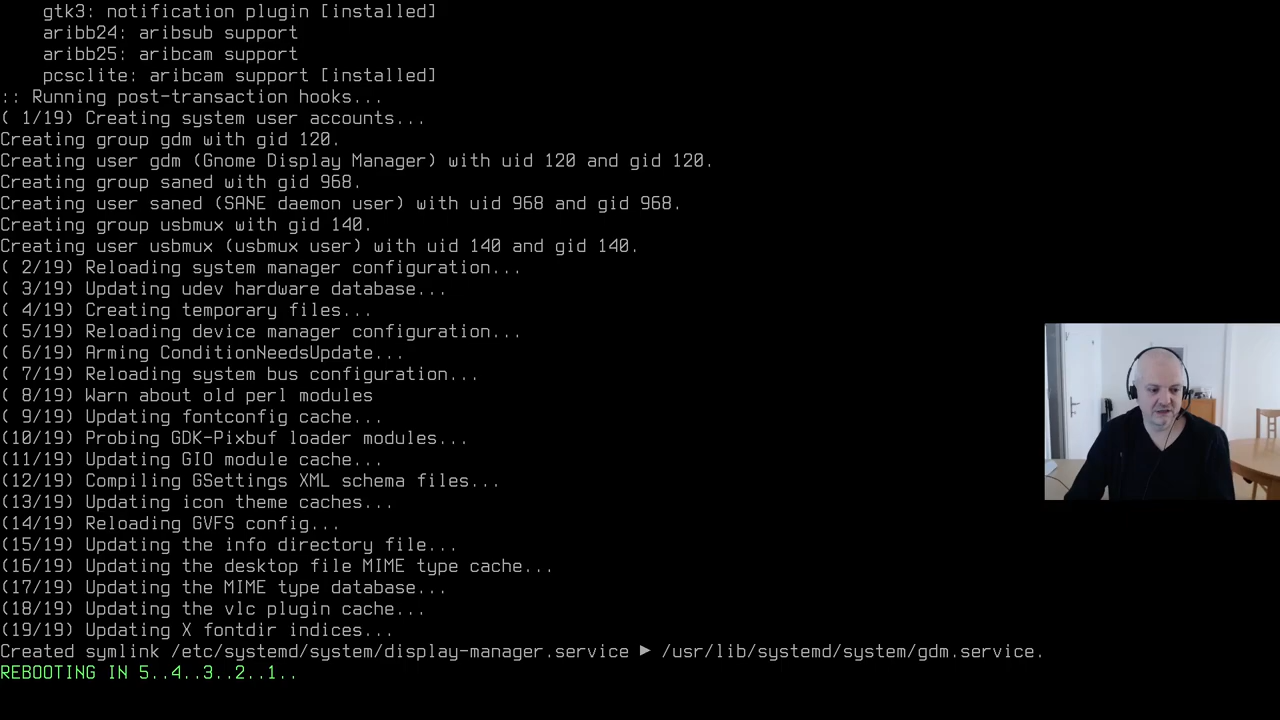 gtk3: notification plugin [installed]
aribb24: aribsub support
aribb25: aribcam support
pcsclite: aribcam support [installed]
:: Running post-transaction hooks...
( 1/19) Creating system user accounts...
Creating group gdm with gid 120.
Creating user gdm (Gnome Display Manager) with uid 120 and gid 120.
Creating group saned with gid 968.
Creating user saned (SANE daemon user) with uid 968 and gid 968.
Creating group usbmux with gid 140.
Creating user usbmux (usbmux user) with uid 140 and gid 140.
( 2/19) Reloading system manager configuration...
( 3/19) Updating udev hardware database...
( 4/19) Creating temporary files...
( 5/19) Reloading device manager configuration...
( 6/19) Arming ConditionNeedsUpdate...
( 7/19) Reloading system bus configuration...
( 8/19) Warn about old perl modules
( 9/19) Updating fontconfig cache...
(10/19) Probing GDK-Pixbuf loader modules...
(11/19) Updating GIO module cache...
(12/19) Compiling GSettings XML schema files...
(13/19) Updating icon theme caches...
(14/19) Reloading GVFS config...
(15/19) Updating the info directory file...
(16/19) Updating the desktop file MIME type cache...
(17/19) Updating the MIME type database...
(18/19) Updating the vlc plugin cache...
(19/19) Updating X fontdir indices...
Created symlink /etc/systemd/system/display-manager.service ► /usr/lib/systemd/system/gdm.service.
REBOOTING IN 5..4..3..2..1..